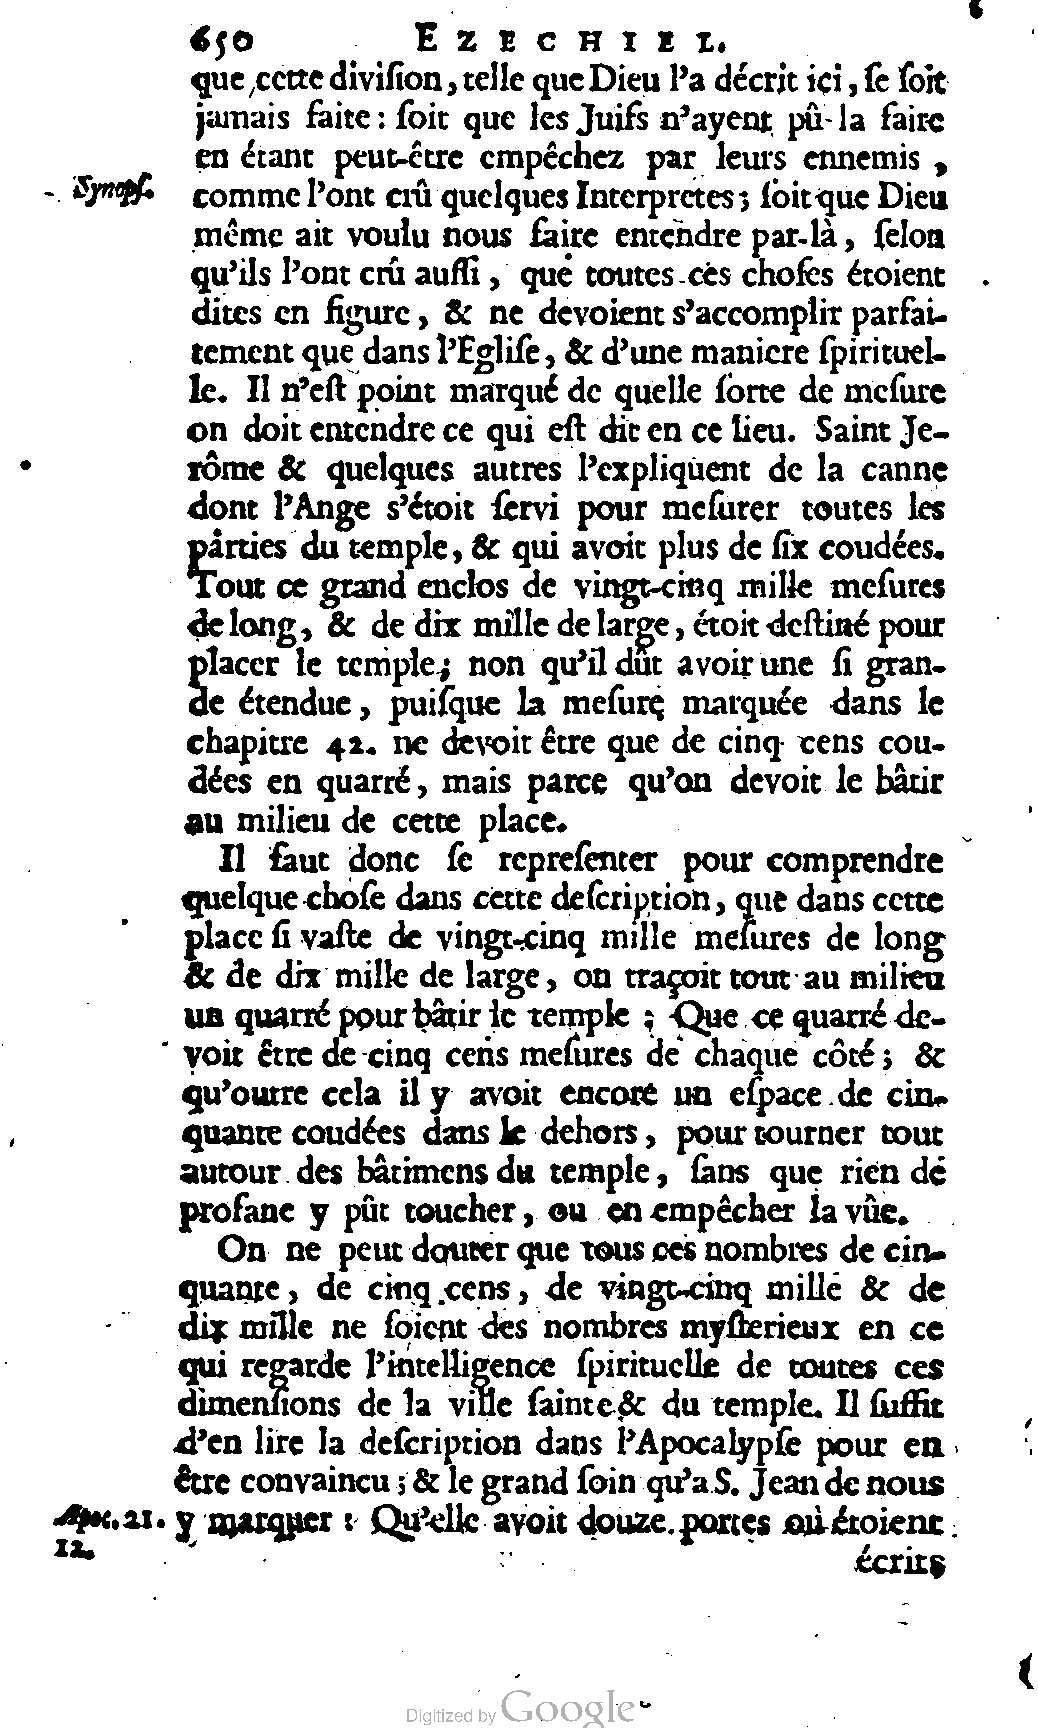 650 EZECHIEL.
que cette diviſion, telle que Dieu l'a décrit ici, ſe ſoit
jamais faite: ſoit que les Juifs n'ayent pû la faire
en étant peut-être empêchez par leurs ennemis,
Synopſ. comme l'ont crû quelques Interpretes; ſoit que Dieu
même ait voulu nous faire entendre par-là, ſelon
qu'ils l'ont crû auſſi, que toutes ces choſes étoient
dites en figure, & ne devoient s'accomplir parfai-
tement que dans l'Egliſe, & d'une maniere ſpirituel-
le. Il n'eſt point marqué de quelle ſorte de meſure
on doit entendre ce qui eſt dit en ce lieu. Saint Je-
rôme & quelques autres l'expliquent de la canne
dont l'Ange s'étoit ſervi pour meſurer toutes les
parties du temple, & qui avoit plus de ſix coudées.
Tout ce grand enclos de vingt-cinq mille meſures
de long, & de dix mille de large, étoit deſtiné pour
placer le temple; non qu'il dût avoir une ſi gran-
de étendue, puiſque la meſure marquée dans le
chapitre 42. ne devoit être que de cinq cens cou-
dées en quarré, mais parce qu'on devoit le bâtir
au milieu de cette place.
Il faut donc ſe repreſenter pour comprendre
quelque choſe dans cette deſcription, que dans cette
place ſi vaſte de vingt-cinq mille meſures de long
& de dix mille de large, on traçoit tout au milieu
un quarré pour bâtir le temple; Que ce quarré de-
voit être de cinq cens meſures de chaque côté; &
qu'outre cela il y avoit encore un eſpace de cin-
quante coudées dans le dehors, pour tourner tout
autour des bâtimens du temple, ſans que rien de
profane y pût toucher, ou en empêcher la vûe.
On ne peut douter que tous ces nombres de cin-
quante, de cinq cens, de vingt-cinq mille & de
dix mille ne ſoient des nombres myſterieux en ce
qui regarde l'intelligence ſpirituelle de toutes ces
dimenſions de la ville ſainte & du temple. Il ſuffit
d'en lire la deſcription dans l'Apocalypſe pour en
être convaincu; & le grand ſoin qu'a S. Jean de nous
Apoc. 21. y marquer: Qu'elle avoit douze portes où étoient
12.
écrits
Digitized by Google